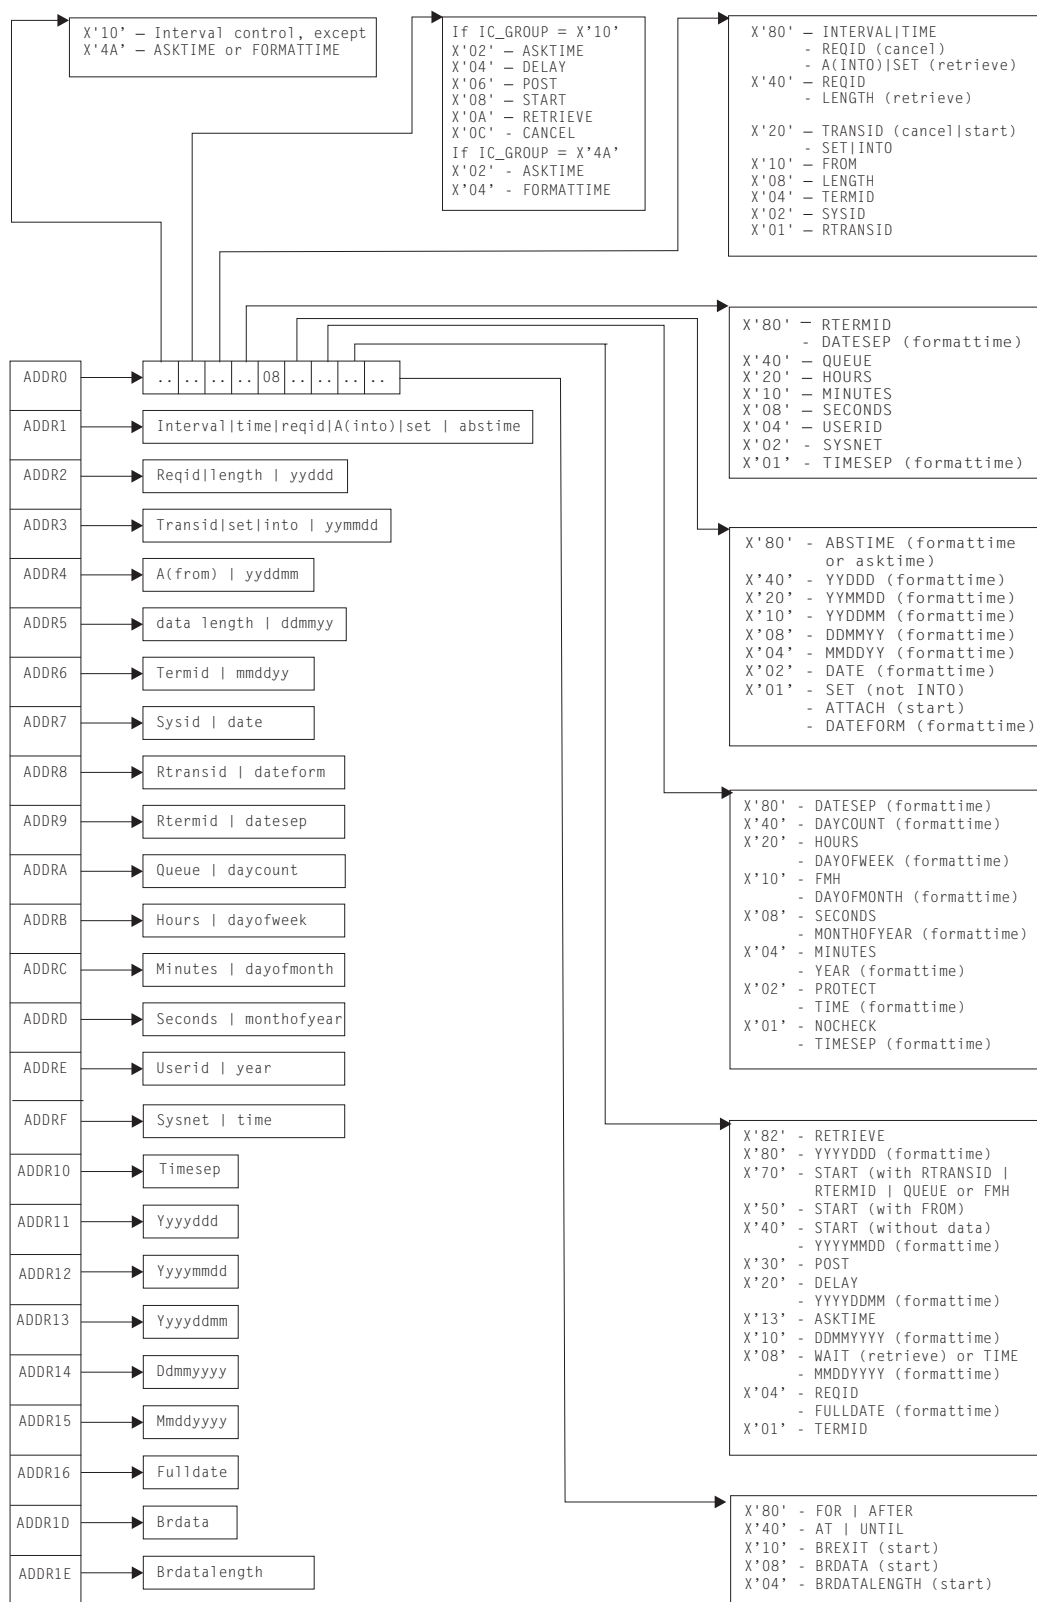 X'10' — Interval control, except
X'4A' — ASKTIME or FORMATTIME
If IC_GROUP = X'10'
X'02' — ASKTIME
X'04' — DELAY
X'06' — POST
X'08' — START
X'0A' — RETRIEVE
X'0C' - CANCEL
If IC_GROUP = X'4A'
X'02' - ASKTIME
X'04' - FORMATTIME
X'80' — INTERVAL|TIME
- REQID (cancel)
- A(INTO)|SET (retrieve)
X'40' — REQID
- LENGTH (retrieve)
X'20' — TRANSID (cancel|start)
- SET|INTO
X'10' — FROM
X'08' — LENGTH
X'04' — TERMID
X'02' — SYSID
X'01' — RTRANSID
X'80' — RTERMID
- DATESEP (formattime)
X'40' — QUEUE
X'20' — HOURS
X'10' — MINUTES
X'08' — SECONDS
X'04' — USERID
X'02' - SYSNET
X'01' - TIMESEP (formattime)
X'80' - ABSTIME (formattime
or asktime)
X'40' - YYDDD (formattime)
X'20' - YYMMDD (formattime)
X'10' - YYDDMM (formattime)
X'08' - DDMMYY (formattime)
X'04' - MMDDYY (formattime)
X'02' - DATE (formattime)
X'01' - SET (not INTO)
- ATTACH (start)
- DATEFORM (formattime)
X'80' - DATESEP (formattime)
X'40' - DAYCOUNT (formattime)
X'20' - HOURS
- DAYOFWEEK (formattime)
X'10' - FMH
- DAYOFMONTH (formattime)
X'08' - SECONDS
- MONTHOFYEAR (formattime)
X'04' - MINUTES
- YEAR (formattime)
X'02' - PROTECT
- TIME (formattime)
X'01' - NOCHECK
- TIMESEP (formattime)
X'82' - RETRIEVE
X'80' - YYYYDDD (formattime)
X'70' - START (with RTRANSID |
RTERMID | QUEUE or FMH
X'50' - START (with FROM)
X'40' - START (without data)
- YYYYMMDD (formattime)
X'30' - POST
X'20' - DELAY
- YYYYDDMM (formattime)
X'13' - ASKTIME
X'10' - DDMMYYYY (formattime)
X'08' - WAIT (retrieve) or TIME
- MMDDYYYY (formattime)
X'04' - REQID
- FULLDATE (formattime)
X'01' - TERMID
X'80' - FOR | AFTER
X'40' - AT | UNTIL
X'10' - BREXIT (start)
X'08' - BRDATA (start)
X'04' - BRDATALENGTH (start)
ADDR0 .. .. .. .. 08 .. .. .. ..
ADDR1 Interval|time|reqid|A(into)|set | abstime
ADDR2 Reqid|length | yyddd
ADDR3 Transid|set|into | yymmdd
ADDR4 A(from) | yyddmm
ADDR5 data length | ddmmyy
ADDR6 Termid | mmddyy
ADDR7 Sysid | date
ADDR8 Rtransid | dateform
ADDR9 Rtermid | datesep
ADDRA Queue | daycount
ADDRB Hours | dayofweek
ADDRC Minutes | dayofmonth
ADDRD Seconds | monthofyear
ADDRE Userid | year
ADDRF Sysnet | time
ADDR10 Timesep
ADDR11 Yyyyddd
ADDR12 Yyyymmdd
ADDR13 Yyyyddmm
ADDR14 Ddmmyyyy
ADDR15 Mmddyyyy
ADDR16 Fulldate
ADDR1D Brdata
ADDR1E Brdatalength